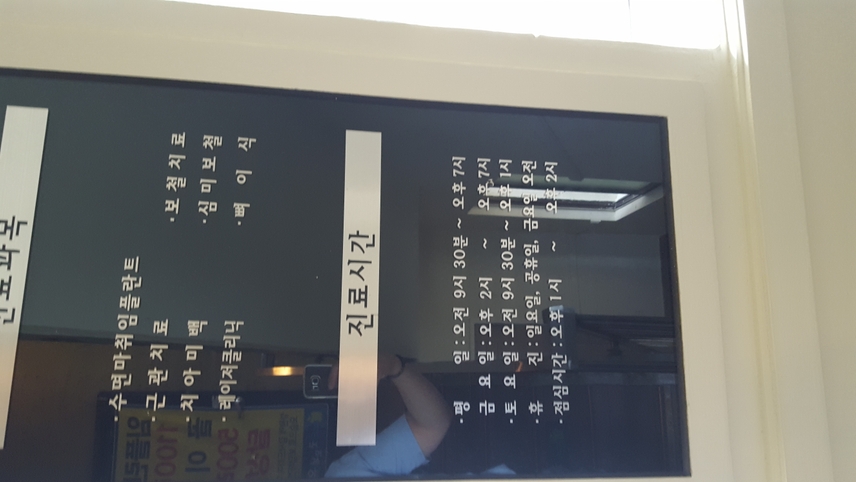 진료과목
·수면마취임플란트
·근관치료 ·보철치료
·치아미백 ·심미보철
·레이저클리닉 ·뼈이식
진료시간
·평 일 : 오전 9시 30분 ~ 오후 7시
금 요 일 : 오후 2시 ~ 오후 7시
·토 요 일 : 오전 9시 30분 ~ 오후 1시
·휴 진 : 일요일, 공휴일, 금요일 오전
·점심시간 : 오후 1시 ~ 오후 2시